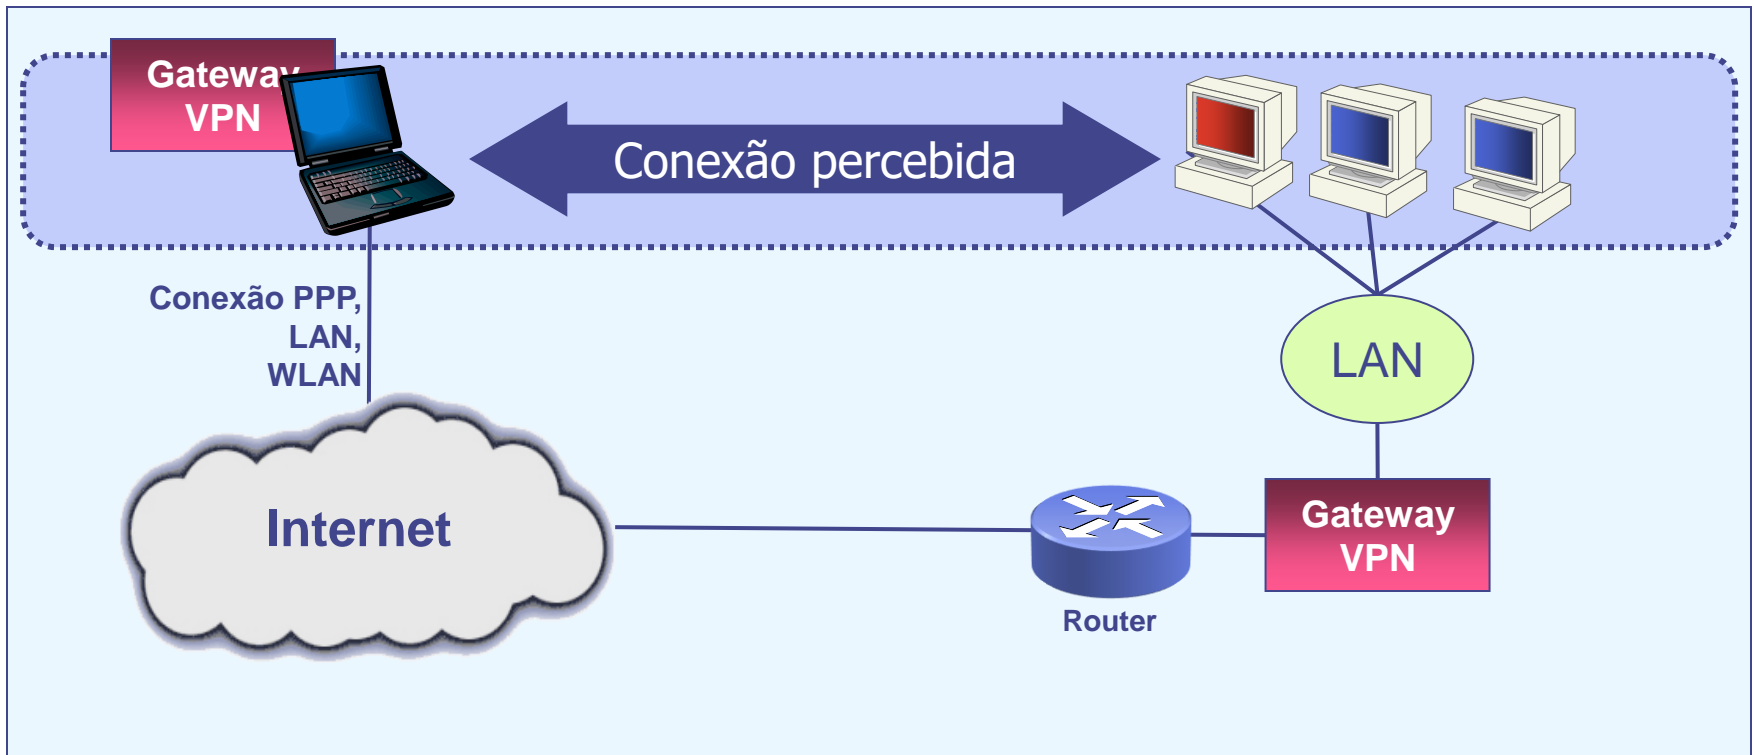 Gateway
VPN
Conexão percebida
Conexão PPP,
LAN,
WLAN
LAN
Internet
Gateway
VPN
Router